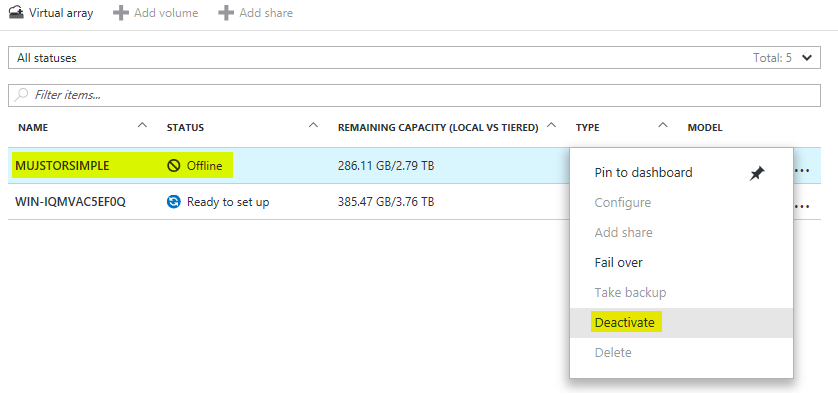 Virtual array Add volume Add share
All statuses Total: 5
Filter items...
NAME STATUS REMAINING CAPACITY (LOCAL VS TIERED) TYPE MODEL
MUJSTORSIMPLE Offline 286.11 GB/2.79 TB ...
WIN-IQMVAC5EF0Q Ready to set up 385.47 GB/3.76 TB ...
Pin to dashboard
Configure
Add share
Fail over
Take backup
Deactivate
Delete